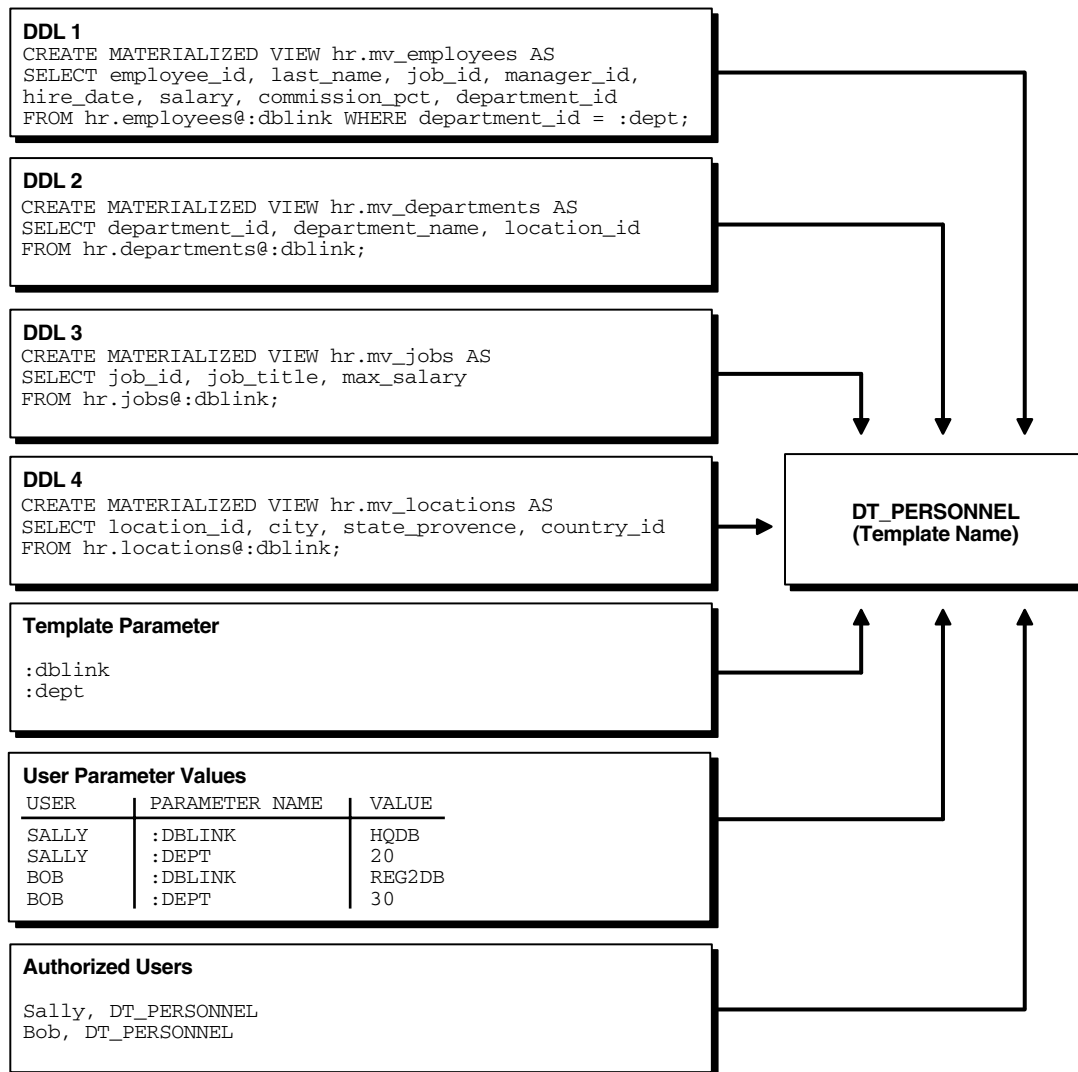 DDL 1
CREATE MATERIALIZED VIEW hr.mv_employees AS
SELECT employee_id, last_name, job_id, manager_id,
hire_date, salary, commission_pct, department_id
FROM hr.employees@:dblink WHERE department_id = :dept;
DDL 2
CREATE MATERIALIZED VIEW hr.mv_departments AS
SELECT department_id, department_name, location_id
FROM hr.departments@:dblink;
DDL 3
CREATE MATERIALIZED VIEW hr.mv_jobs AS
SELECT job_id, job_title, max_salary
FROM hr.jobs@:dblink;
DDL 4
CREATE MATERIALIZED VIEW hr.mv_locations AS
SELECT location_id, city, state_provence, country_id
FROM hr.locations@:dblink;
DT_PERSONNEL
(Template Name)
Template Parameter
:dblink
:dept
User Parameter Values
USER PARAMETER NAME VALUE
SALLY :DBLINK HQDB
SALLY :DEPT 20
BOB :DBLINK REG2DB
BOB :DEPT 30
Authorized Users
Sally, DT_PERSONNEL
Bob, DT_PERSONNEL